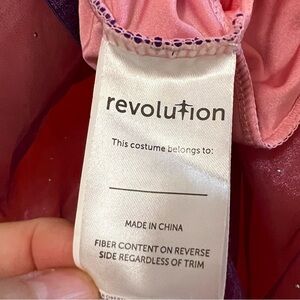 revolution
This costume belongs to:
MADE IN CHINA
FIBER CONTENT ON REVERSE
SIDE REGARDLESS OF TRIM